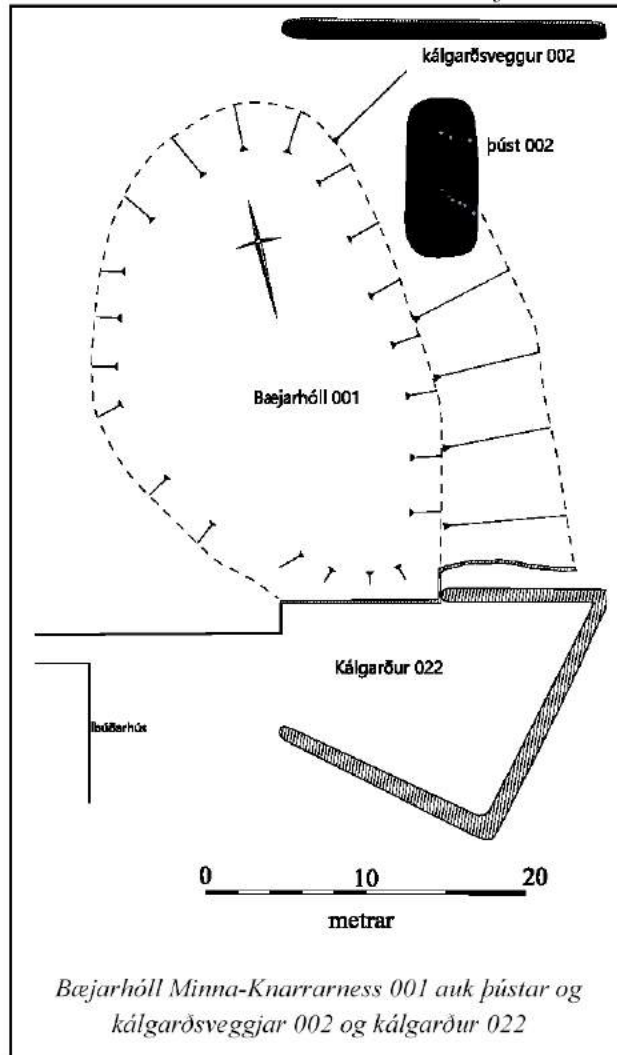 kálgarðsveggur 002
þúst 002
Bæjarhóll 001
Kálgarður 022
Íbúðarhús
0 10 20
metrar
Bæjarhóll Minna-Knarrarness 001 auk þústar og
kálgarðsveggjar 002 og kálgarður 022